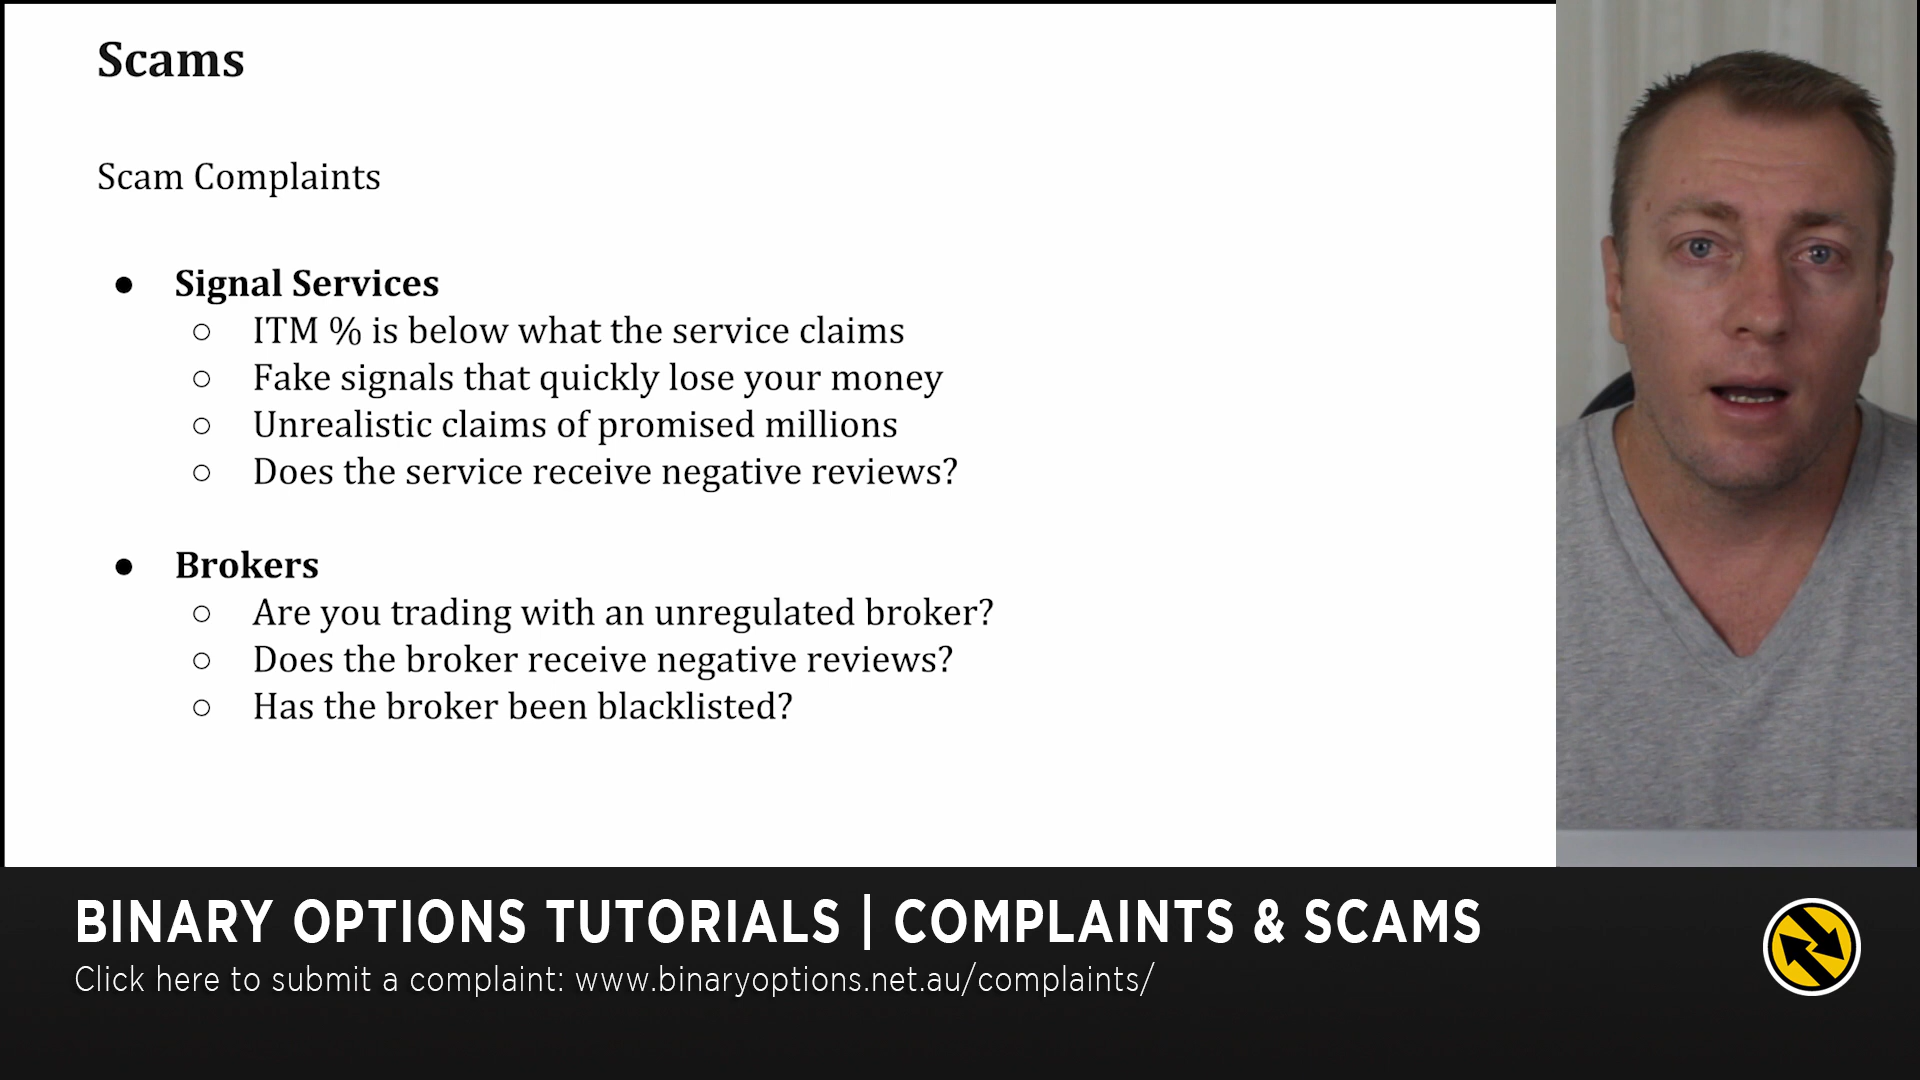 Scams
Scam Complaints
● Signal Services
○ ITM % is below what the service claims
○ Fake signals that quickly lose your money
○ Unrealistic claims of promised millions
○ Does the service receive negative reviews?
● Brokers
○ Are you trading with an unregulated broker?
○ Does the broker receive negative reviews?
○ Has the broker been blacklisted?
BINARY OPTIONS TUTORIALS | COMPLAINTS & SCAMS
Click here to submit a complaint: www.binaryoptions.net.au/complaints/